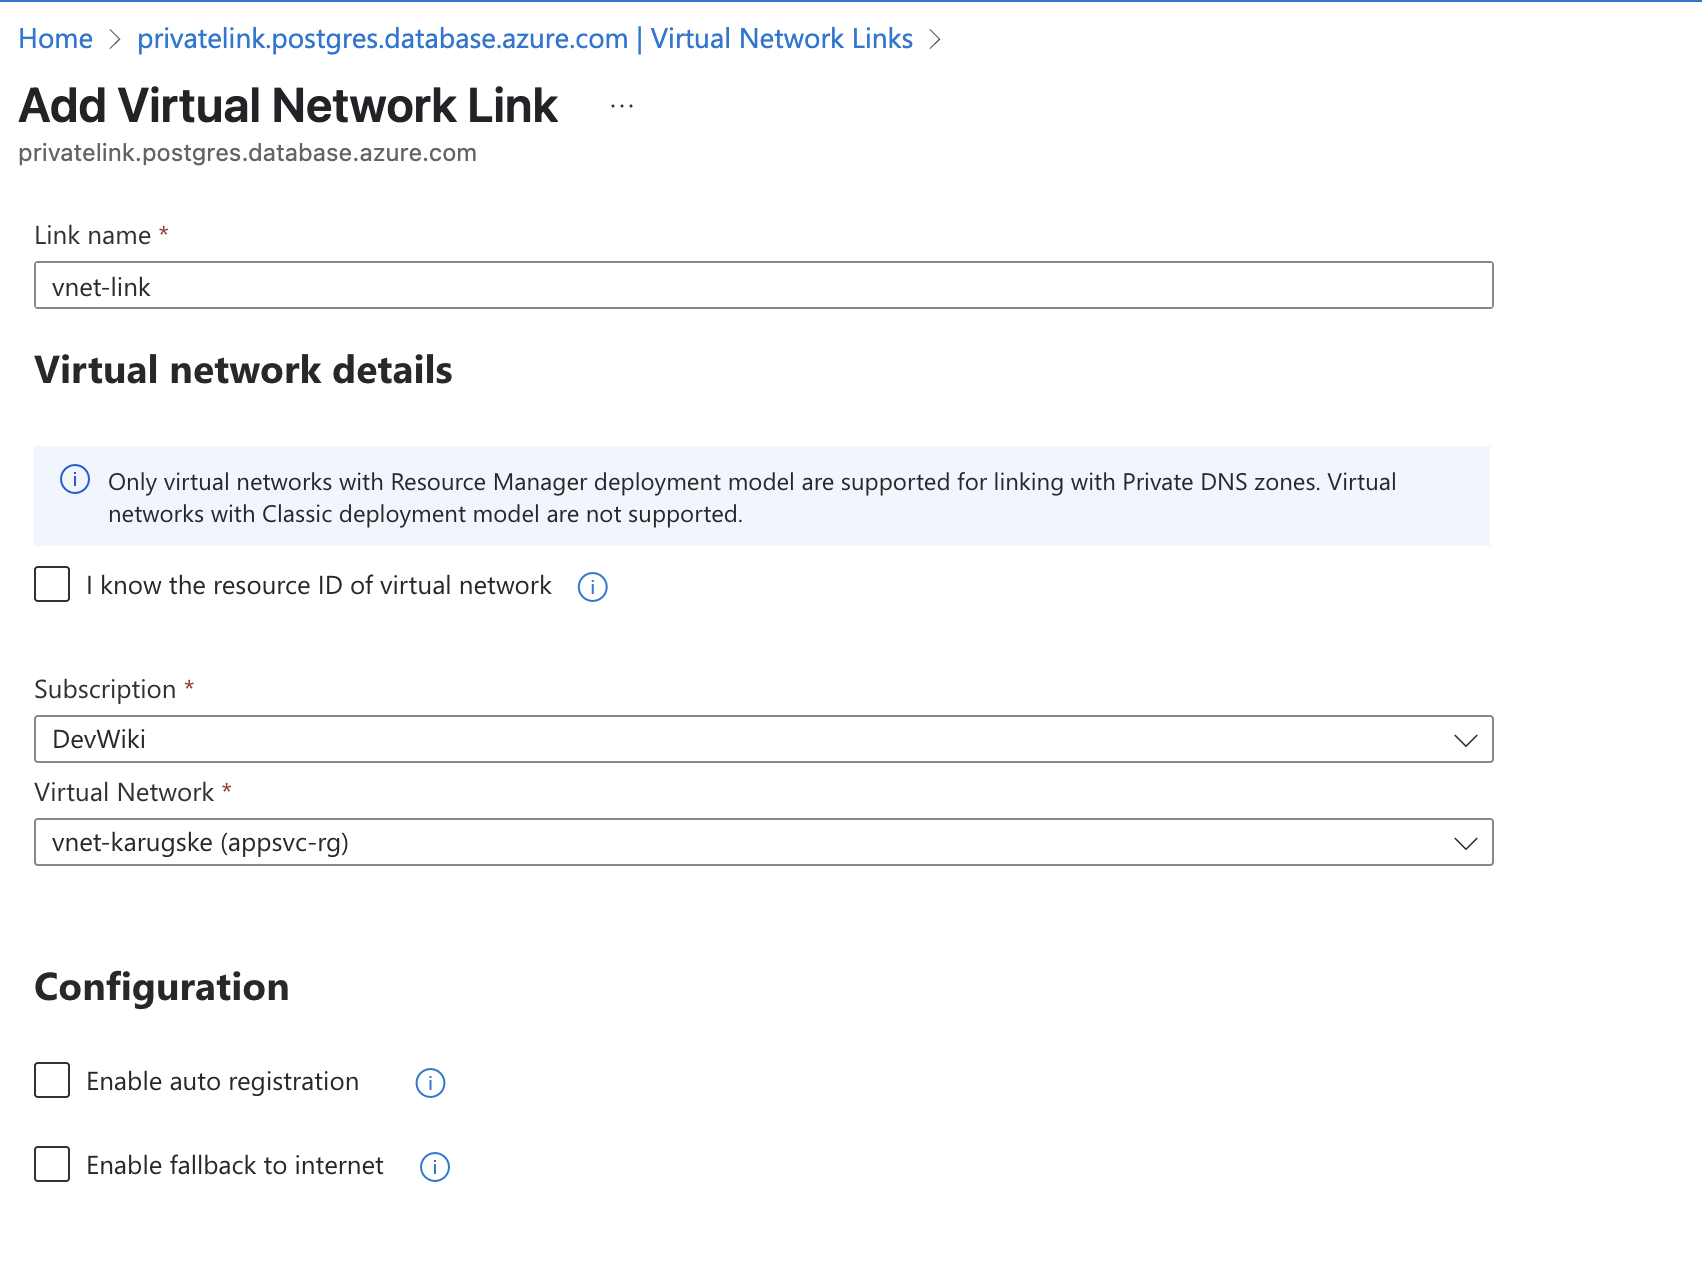 Home > privatelink.postgres.database.azure.com | Virtual Network Links >
Add Virtual Network Link ...
privatelink.postgres.database.azure.com
Link name *
vnet-link
Virtual network details
Only virtual networks with Resource Manager deployment model are supported for linking with Private DNS zones. Virtual
networks with Classic deployment model are not supported.
I know the resource ID of virtual network
Subscription *
DevWiki
Virtual Network *
vnet-karugske (appsvc-rg)
Configuration
Enable auto registration
Enable fallback to internet